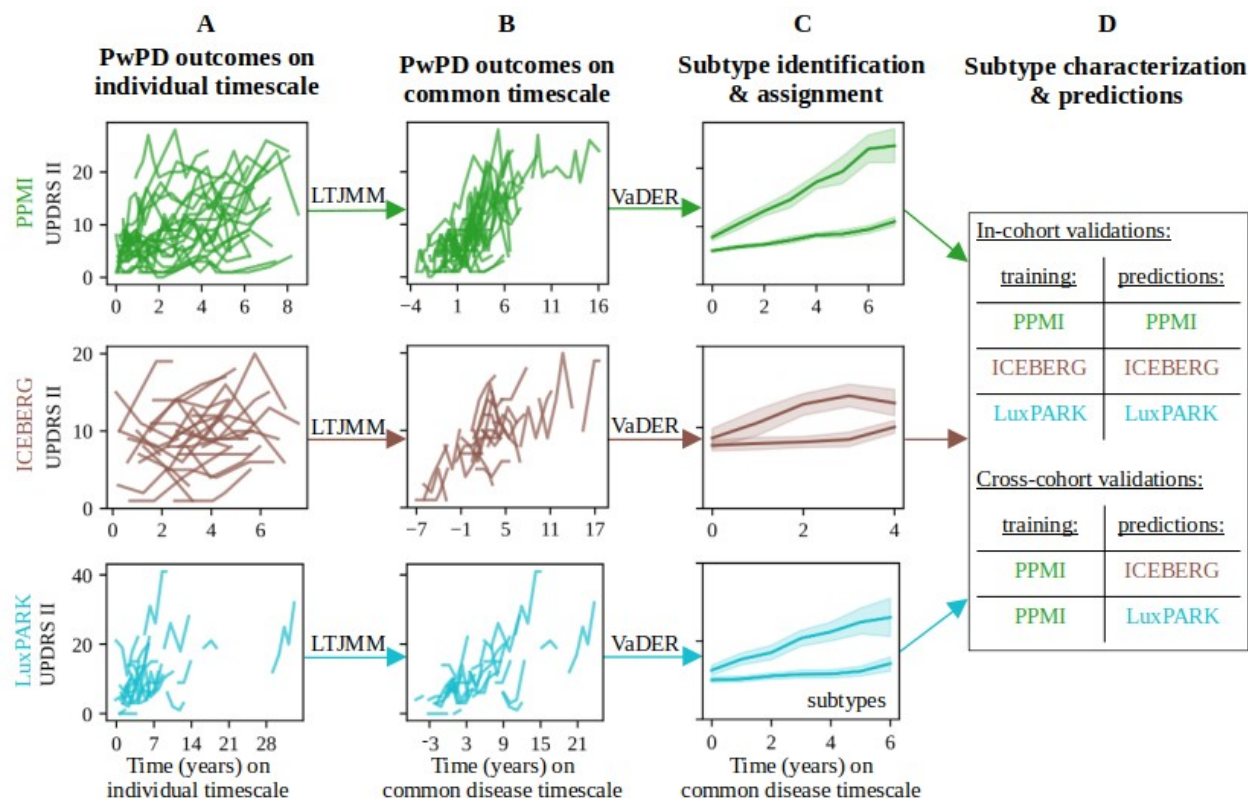 A
PwPD outcomes on
individual timescale
B
PwPD outcomes on
common timescale
C
Subtype identification
& assignment
D
Subtype characterization
& predictions
PPMI
UPDRS II
20
10
0
0 2 4 6 8
LTJMM
−4 1 6 11 16
VaDER
0 2 4 6
ICEBERG
UPDRS II
20
10
0
0 2 4 6
LTJMM
−7 −1 5 11 17
VaDER
0 2 4
LuxPARK
UPDRS II
40
20
0
0 7 14 21 28
Time (years) on
individual timescale
LTJMM
-3 3 9 15 21
Time (years) on
common disease timescale
VaDER
subtypes
0 2 4 6
Time (years) on
common disease timescale
In-cohort validations:
training: predictions:
PPMI PPMI
ICEBERG ICEBERG
LuxPARK LuxPARK
Cross-cohort validations:
training: predictions:
PPMI ICEBERG
PPMI LuxPARK